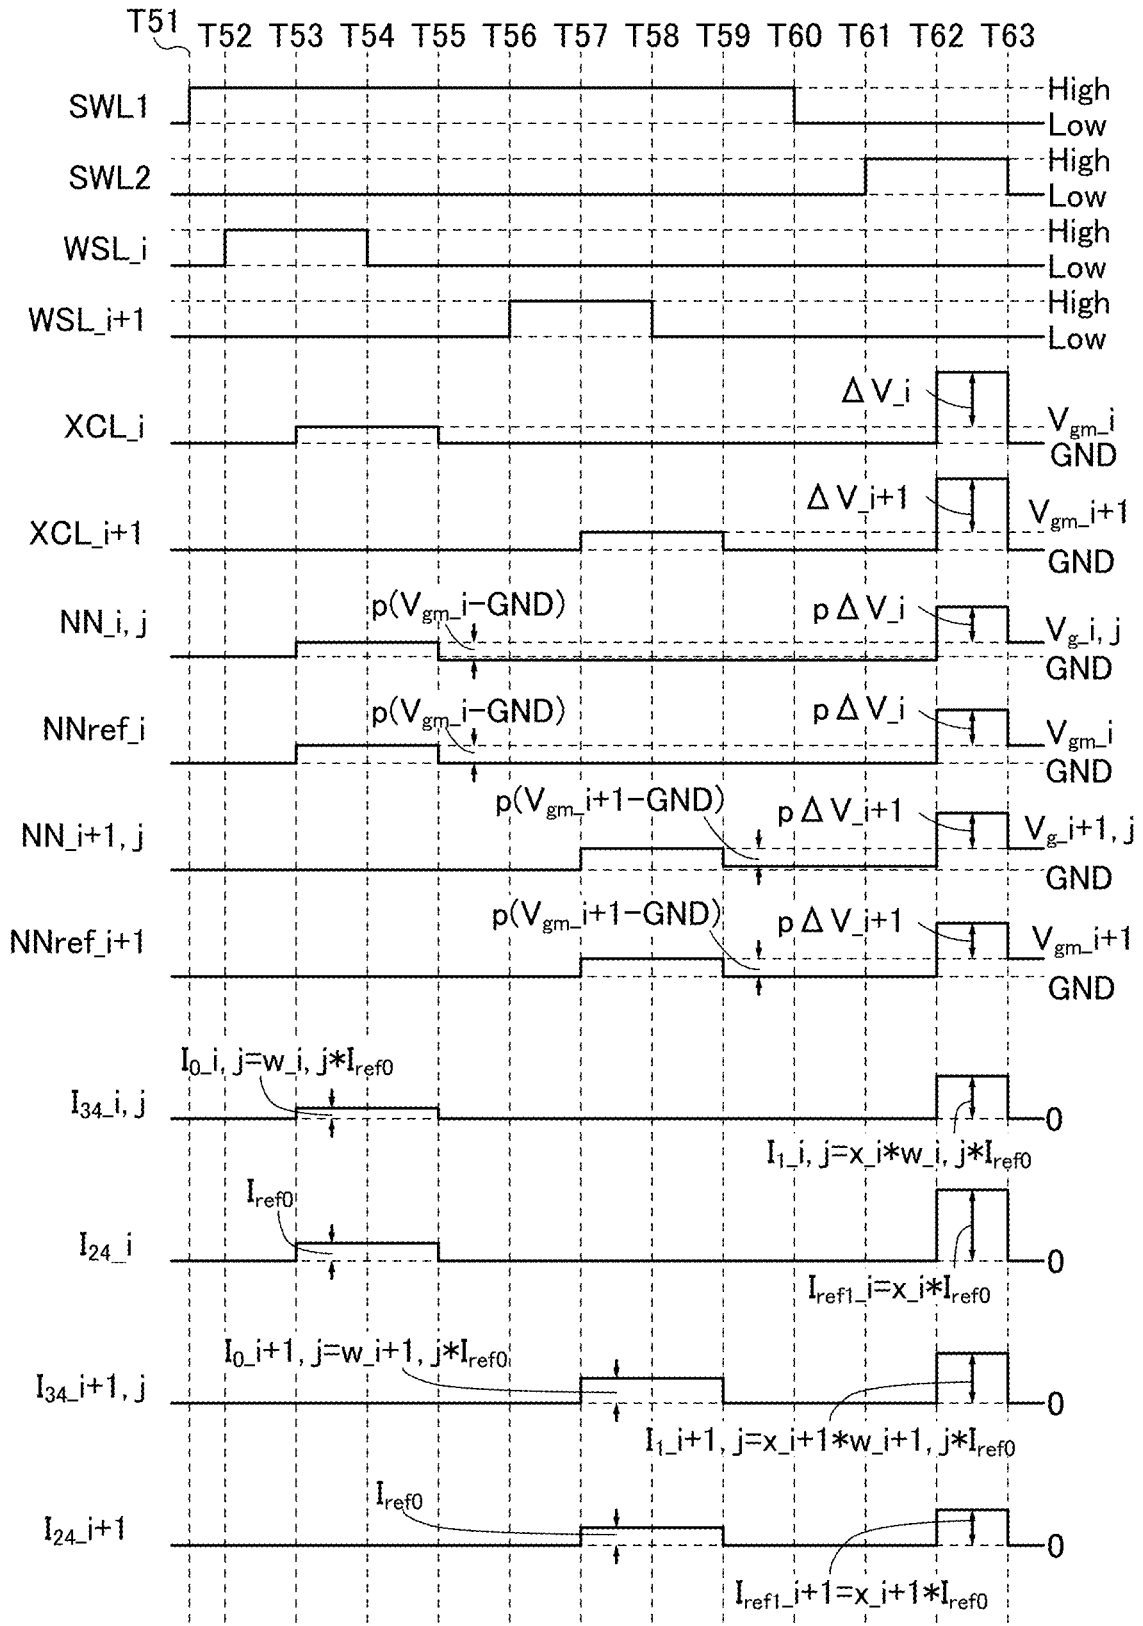 T51 T52 T53 T54 T55 T56 T57 T58 T59 T60 T61 T62 T63
SWL1 High
Low
SWL2 High
Low
WSL_i High
Low
WSL_i+1 High
Low
XCL_i ΔV_i Vgm_i
GND
XCL_i+1 ΔV_i+1 Vgm_i+1
GND
NN_i, j p(Vgm_i-GND) pΔV_i Vg_i, j
GND
NNref_i p(Vgm_i-GND) pΔV_i Vgm_i
GND
NN_i+1, j p(Vgm_i+1-GND) pΔV_i+1 Vg_i+1, j
GND
NNref_i+1 p(Vgm_i+1-GND) pΔV_i+1 Vgm_i+1
GND
I0_i, j=w_i, j*Iref0
I34_i, j 0
I1_i, j=x_i*w_i, j*Iref0
Iref0
I24_i 0
Iref1_i=x_i*Iref0
I0_i+1, j=w_i+1, j*Iref0
I34_i+1, j 0
I1_i+1, j=x_i+1*w_i+1, j*Iref0
Iref0
I24_i+1 0
Iref1_i+1=x_i+1*Iref0